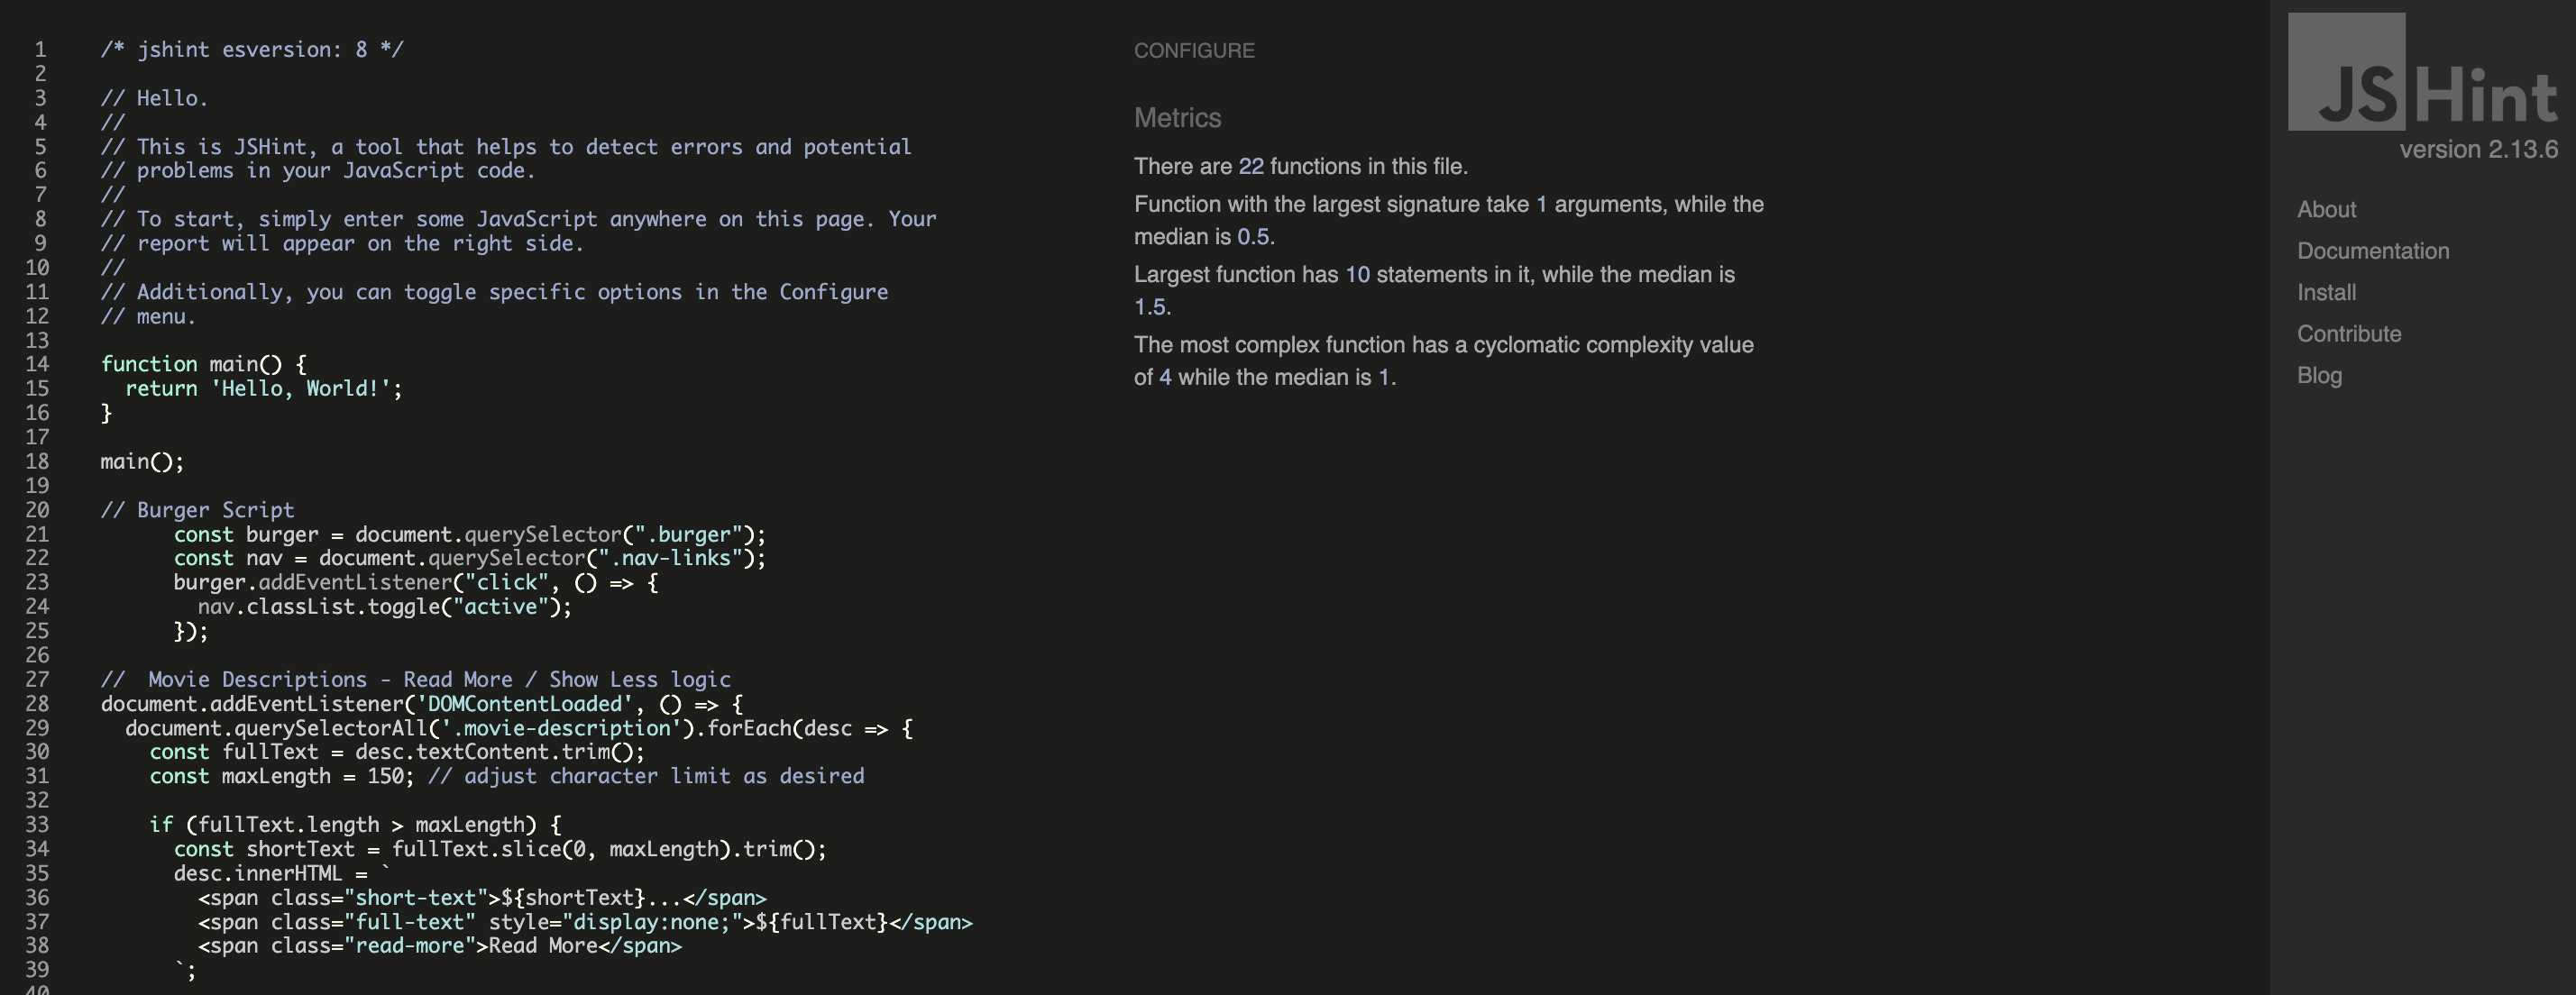 1 /* jshint esversion: 8 */
2
3 // Hello.
4 //
5 // This is JSHint, a tool that helps to detect errors and potential
6 // problems in your JavaScript code.
7 //
8 // To start, simply enter some JavaScript anywhere on this page. Your
9 // report will appear on the right side.
10 //
11 // Additionally, you can toggle specific options in the Configure
12 // menu.
13
14 function main() {
15   return 'Hello, World!';
16 }
17
18 main();
19
20 // Burger Script
21       const burger = document.querySelector(".burger");
22       const nav = document.querySelector(".nav-links");
23       burger.addEventListener("click", () => {
24         nav.classList.toggle("active");
25       });
26
27 //  Movie Descriptions - Read More / Show Less logic
28 document.addEventListener('DOMContentLoaded', () => {
29   document.querySelectorAll('.movie-description').forEach(desc => {
30     const fullText = desc.textContent.trim();
31     const maxLength = 150; // adjust character limit as desired
32
33     if (fullText.length > maxLength) {
34       const shortText = fullText.slice(0, maxLength).trim();
35       desc.innerHTML = `
36         <span class="short-text">${shortText}...</span>
37         <span class="full-text" style="display:none;">${fullText}</span>
38         <span class="read-more">Read More</span>
39       `;
40
CONFIGURE
Metrics
There are 22 functions in this file.
Function with the largest signature take 1 arguments, while the
median is 0.5.
Largest function has 10 statements in it, while the median is
1.5.
The most complex function has a cyclomatic complexity value
of 4 while the median is 1.
JSHint
version 2.13.6
About
Documentation
Install
Contribute
Blog